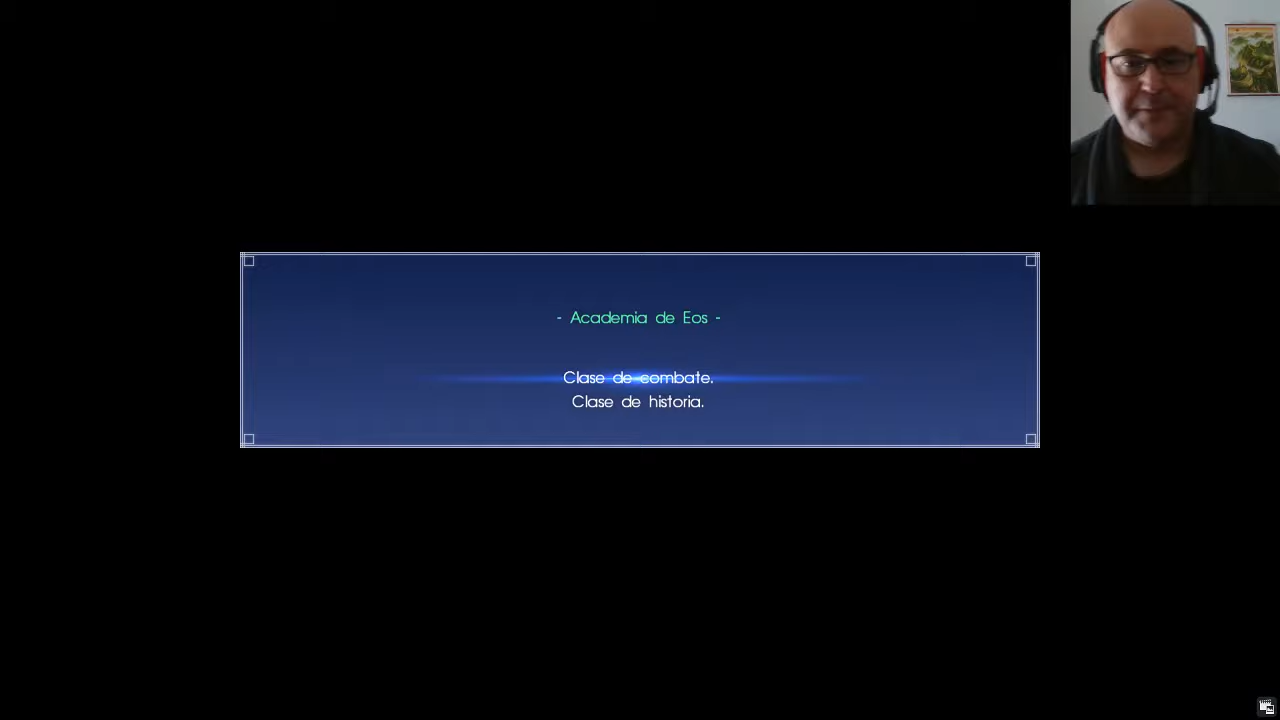 - Academia de Eos -
Clase de combate.
Clase de historia.